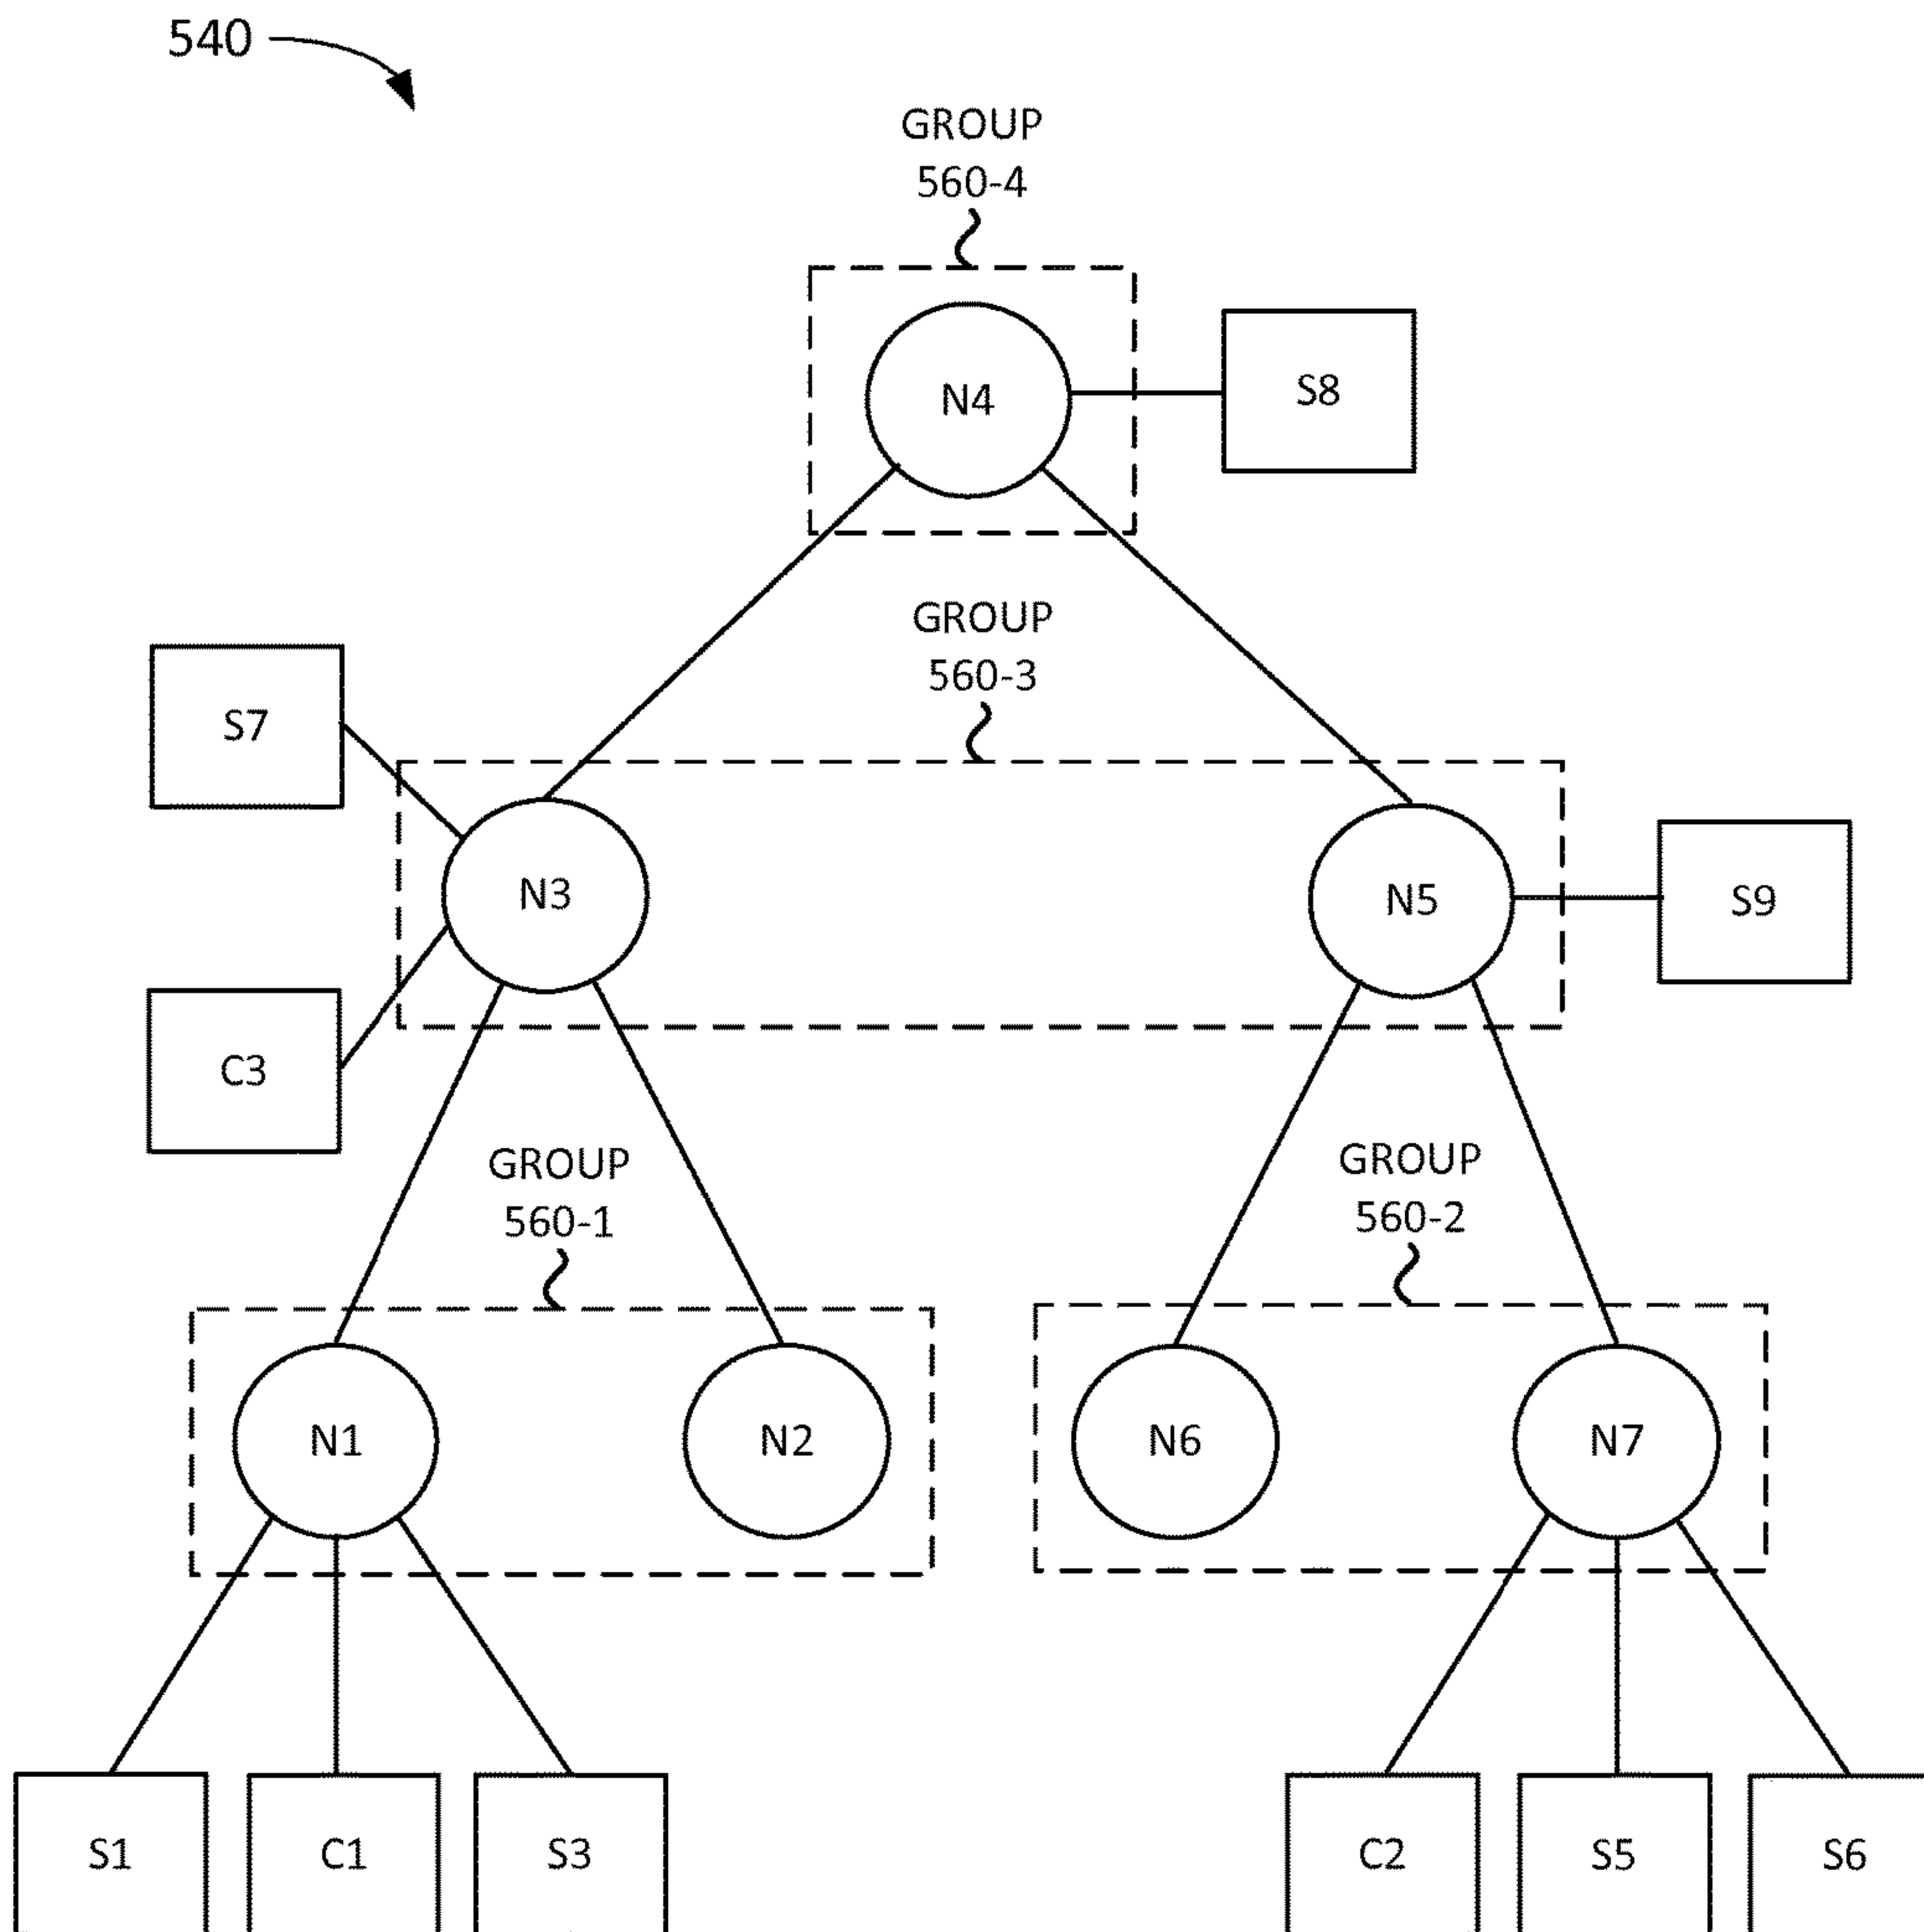 540
GROUP
560-4
N4
S8
GROUP
560-3
S7
N3
N5
S9
C3
GROUP
560-1
GROUP
560-2
N1
N2
N6
N7
S1
C1
S3
C2
S5
S6